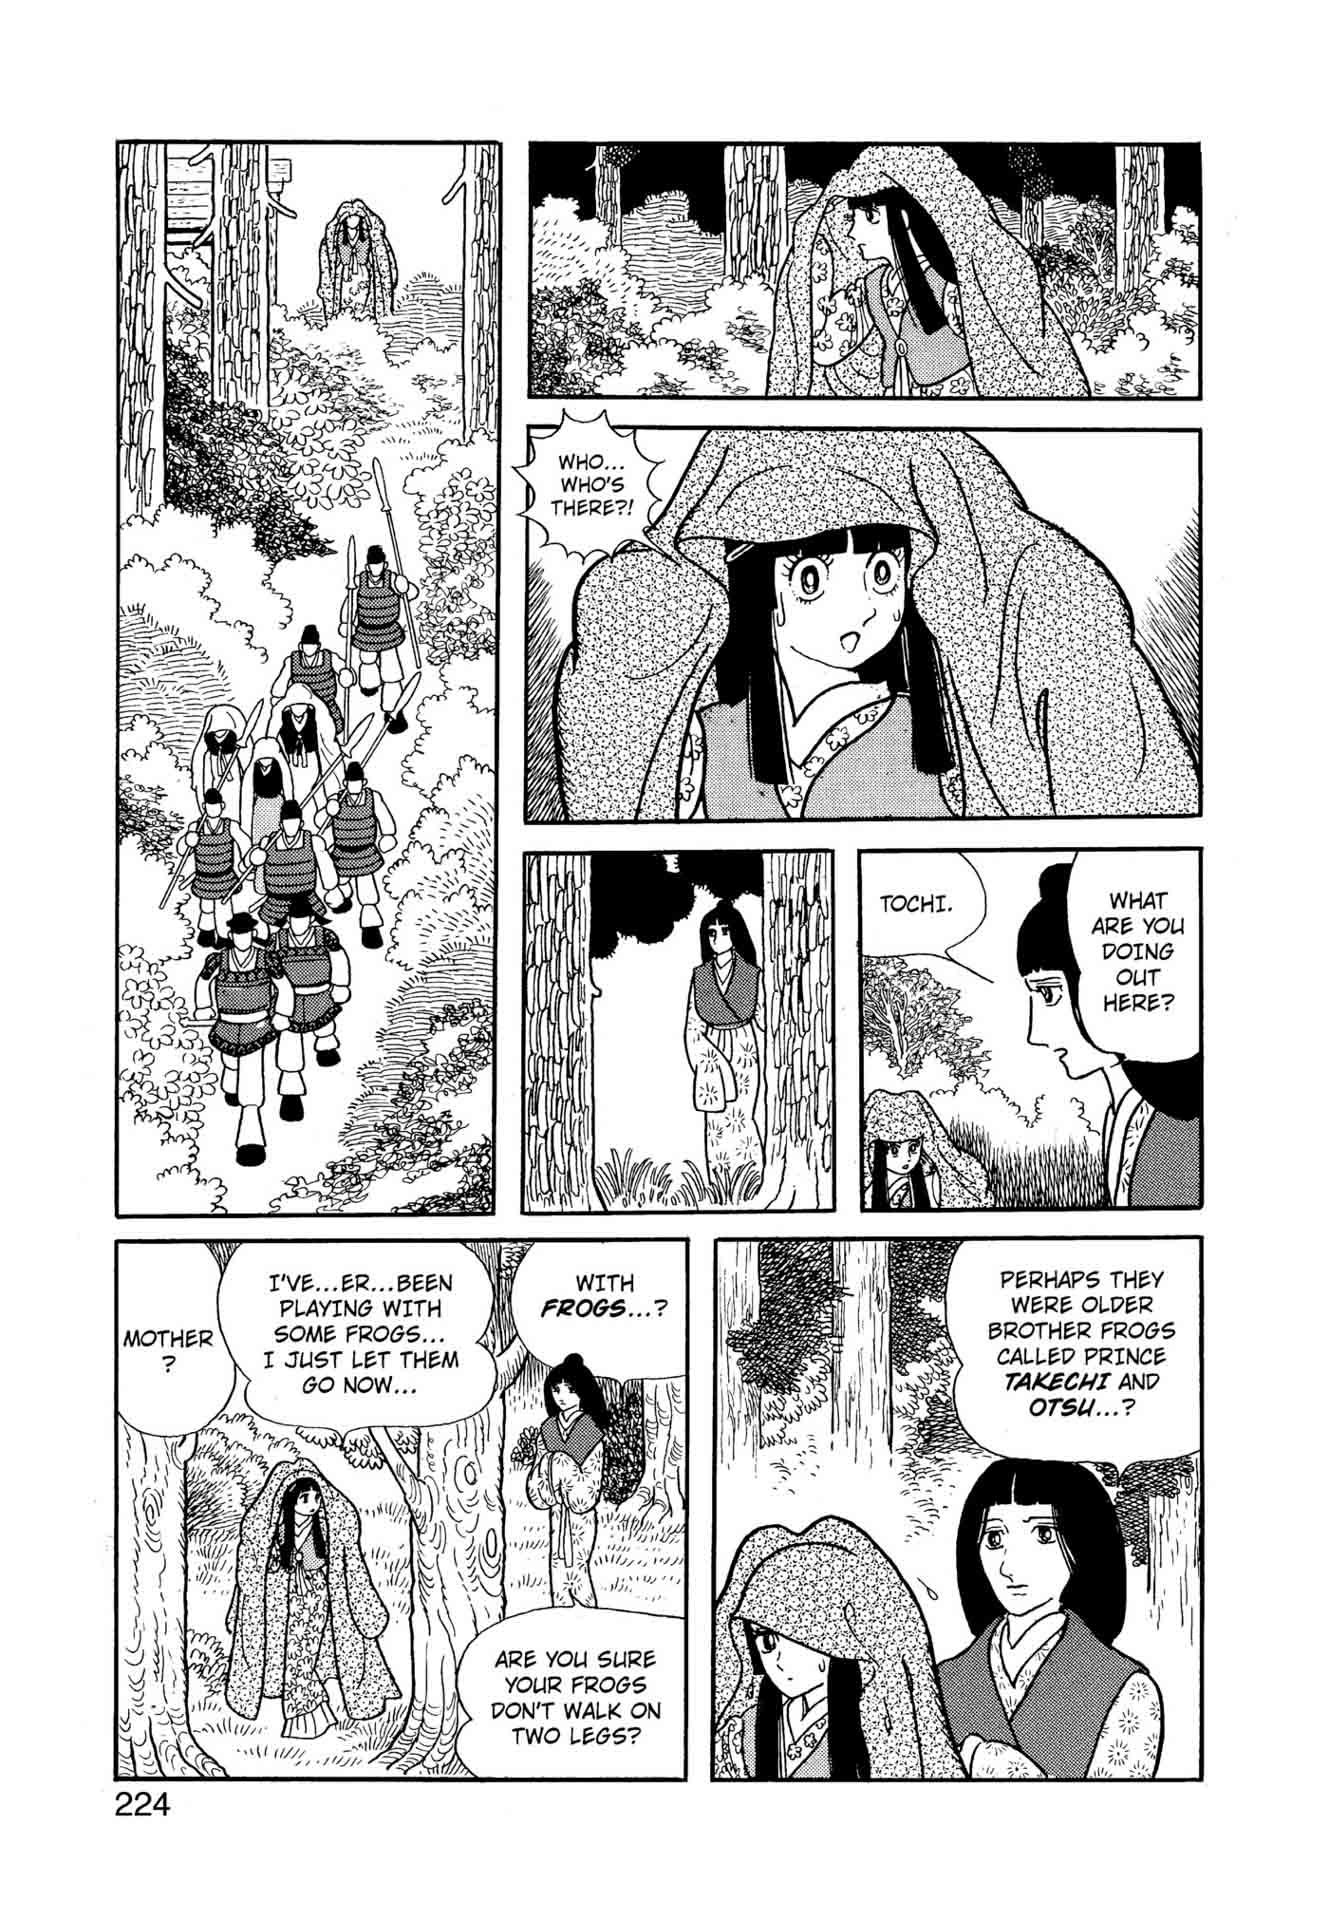 WHO...
WHO'S
THERE?!
TOCHI.
WHAT
ARE YOU
DOING
OUT
HERE?
MOTHER
?
I'VE...ER...BEEN
PLAYING WITH
SOME FROGS...
I JUST LET THEM
GO NOW...
WITH
FROGS...?
ARE YOU SURE
YOUR FROGS
DON'T WALK ON
TWO LEGS?
PERHAPS THEY
WERE OLDER
BROTHER FROGS
CALLED PRINCE
TAKECHI AND
OTSU...?
224